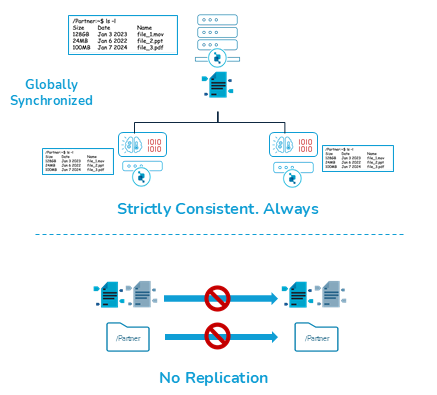 /Partner:~$ ls -l
Size Date Name
128GB Jan 3 2023 file_1.mov
24MB Jan 6 2022 file_2.ppt
100MB Jan 7 2024 file_3.pdf
Globally
Synchronized
/Partner:~$ ls -l
Size Date Name
128GB Jan 3 2023 file_1.mov
24MB Jan 6 2022 file_2.ppt
100MB Jan 7 2024 file_3.pdf
1010
1010
1010
1010
/Partner:~$ ls -l
Size Date Name
128GB Jan 3 2023 file_1.mov
24MB Jan 6 2022 file_2.ppt
100MB Jan 7 2024 file_3.pdf
Strictly Consistent. Always
/Partner
/Partner
No Replication